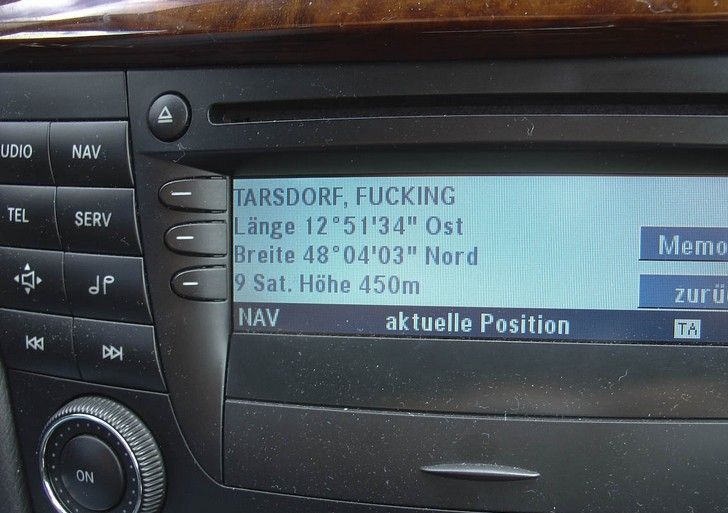 UDIO NAV
TEL SERV
ON
TARSDORF, FUCKING
Länge 12°51'34" Ost
Breite 48°04'03" Nord
9 Sat. Höhe 450m
Memo
zurü
NAV aktuelle Position TA